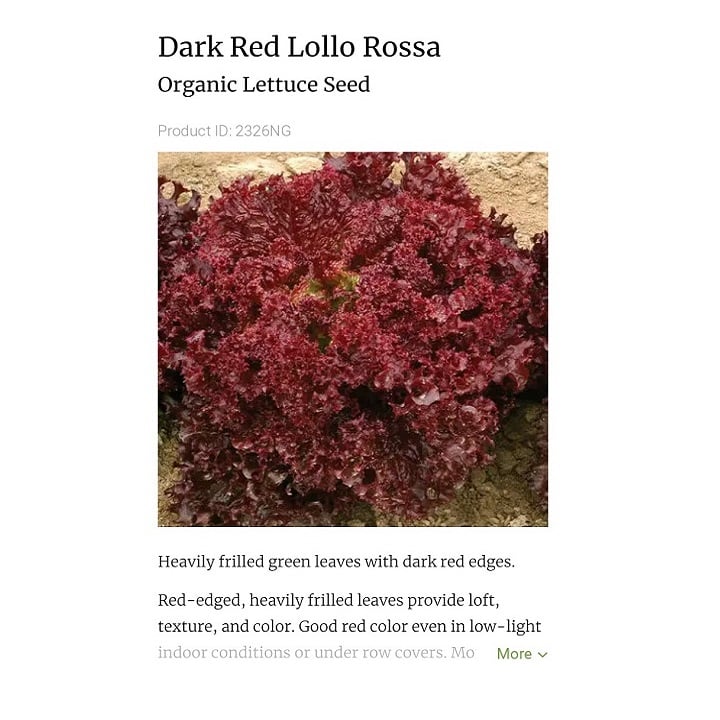 Dark Red Lollo Rossa
Organic Lettuce Seed
Product ID: 2326NG
Heavily frilled green leaves with dark red edges.
Red-edged, heavily frilled leaves provide loft,
texture, and color. Good red color even in low-light
indoor conditions or under row covers. Mo More